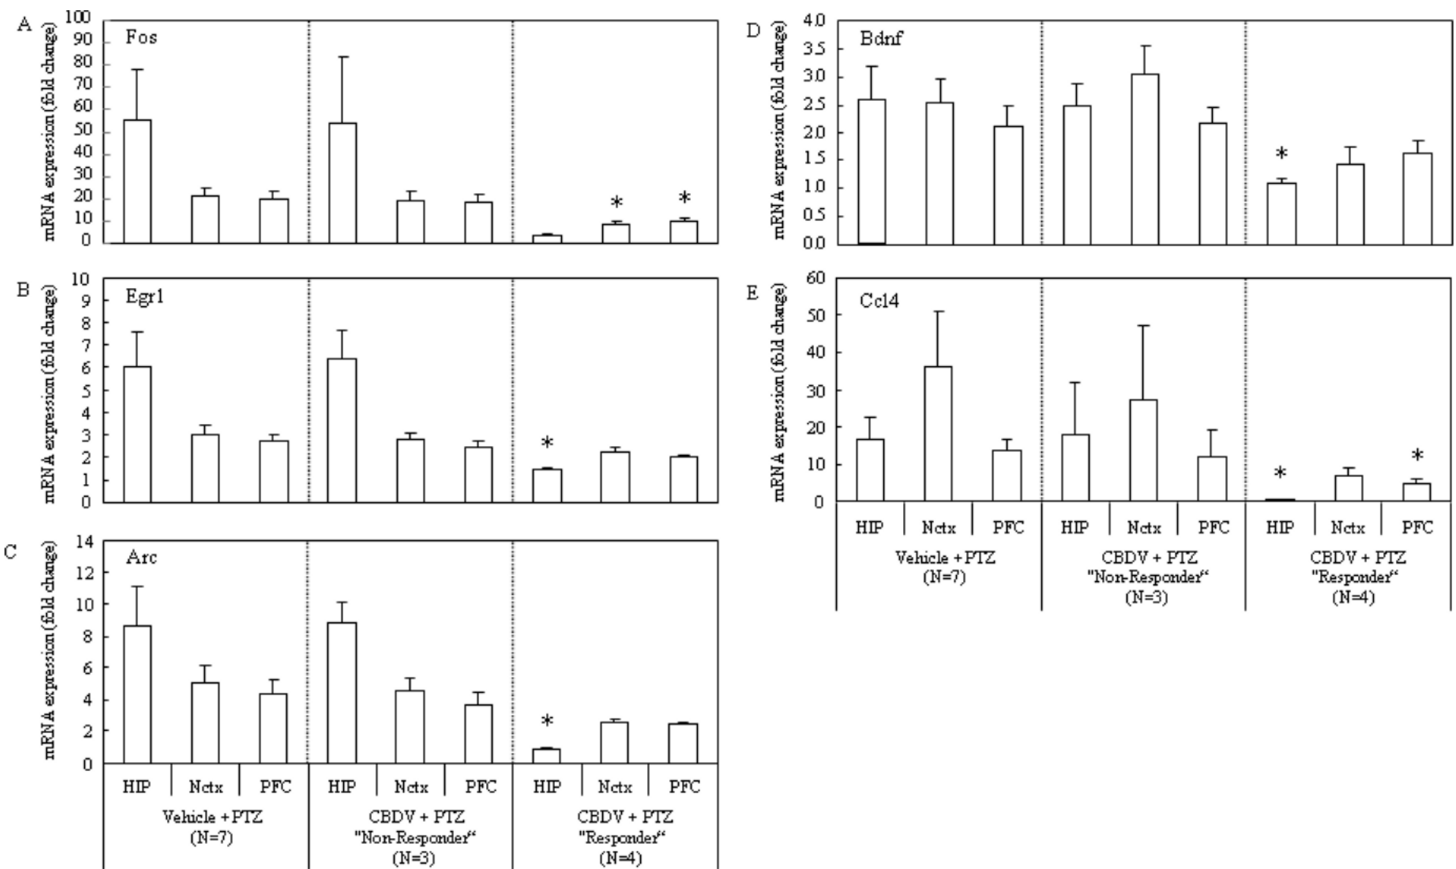 A
mRNA expression (fold change)
Fos
100
90
80
70
60
50
40
30
20
10
0
*
*
B
mRNA expression (fold change)
Egr1
10
9
8
7
6
5
4
3
2
1
0
*
C
mRNA expression (fold change)
Arc
14
12
10
8
6
4
2
0
*
HIP Nctx PFC HIP Nctx PFC HIP Nctx PFC
Vehicle + PTZ
(N=7)
CBDV + PTZ
"Non-Responder“
(N=3)
CBDV + PTZ
"Responder“
(N=4)
D
mRNA expression (fold change)
Bdnf
4.0
3.5
3.0
2.5
2.0
1.5
1.0
0.5
0.0
*
E
mRNA expression (fold change)
Ccl4
60
50
40
30
20
10
0
*
*
HIP Nctx PFC HIP Nctx PFC HIP Nctx PFC
Vehicle + PTZ
(N=7)
CBDV + PTZ
"Non-Responder“
(N=3)
CBDV + PTZ
"Responder“
(N=4)